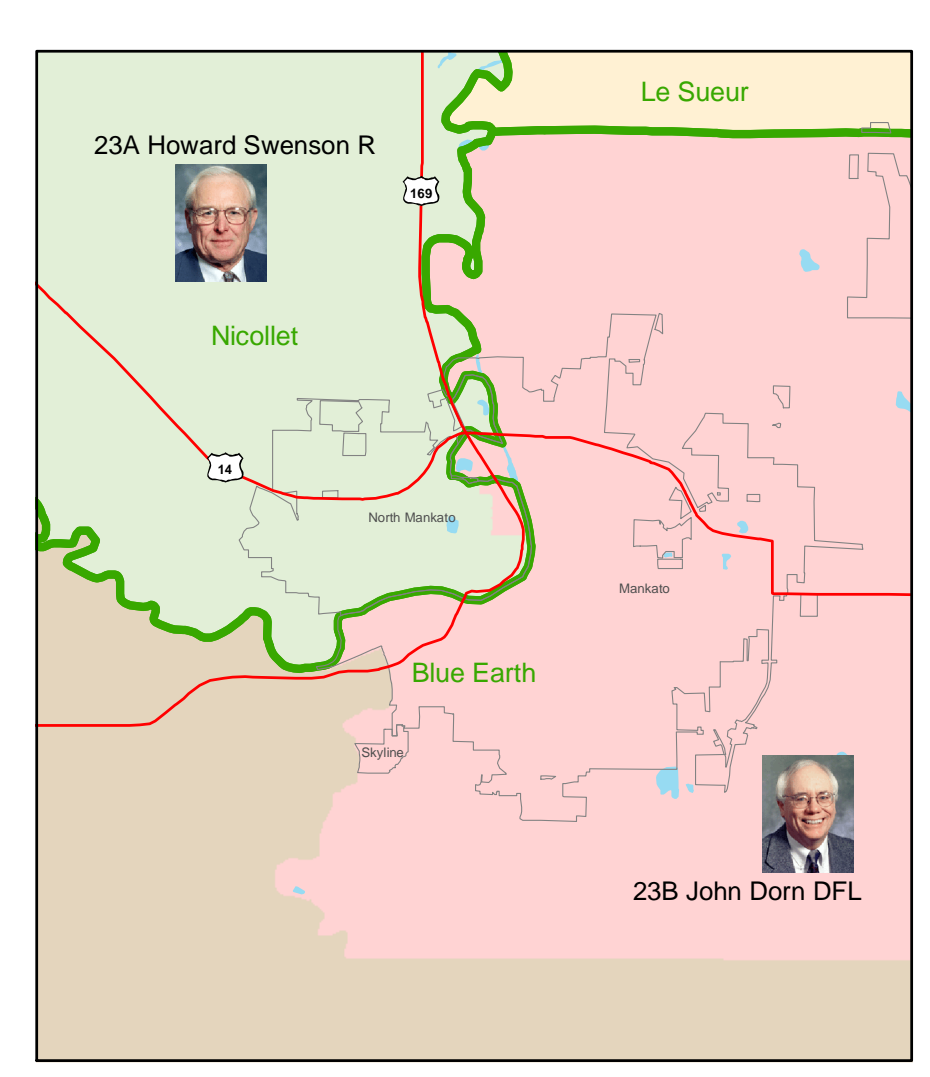 Le Sueur
23A Howard Swenson R
169
Nicollet
14
North Mankato
Mankato
Blue Earth
Skyline
23B John Dorn DFL